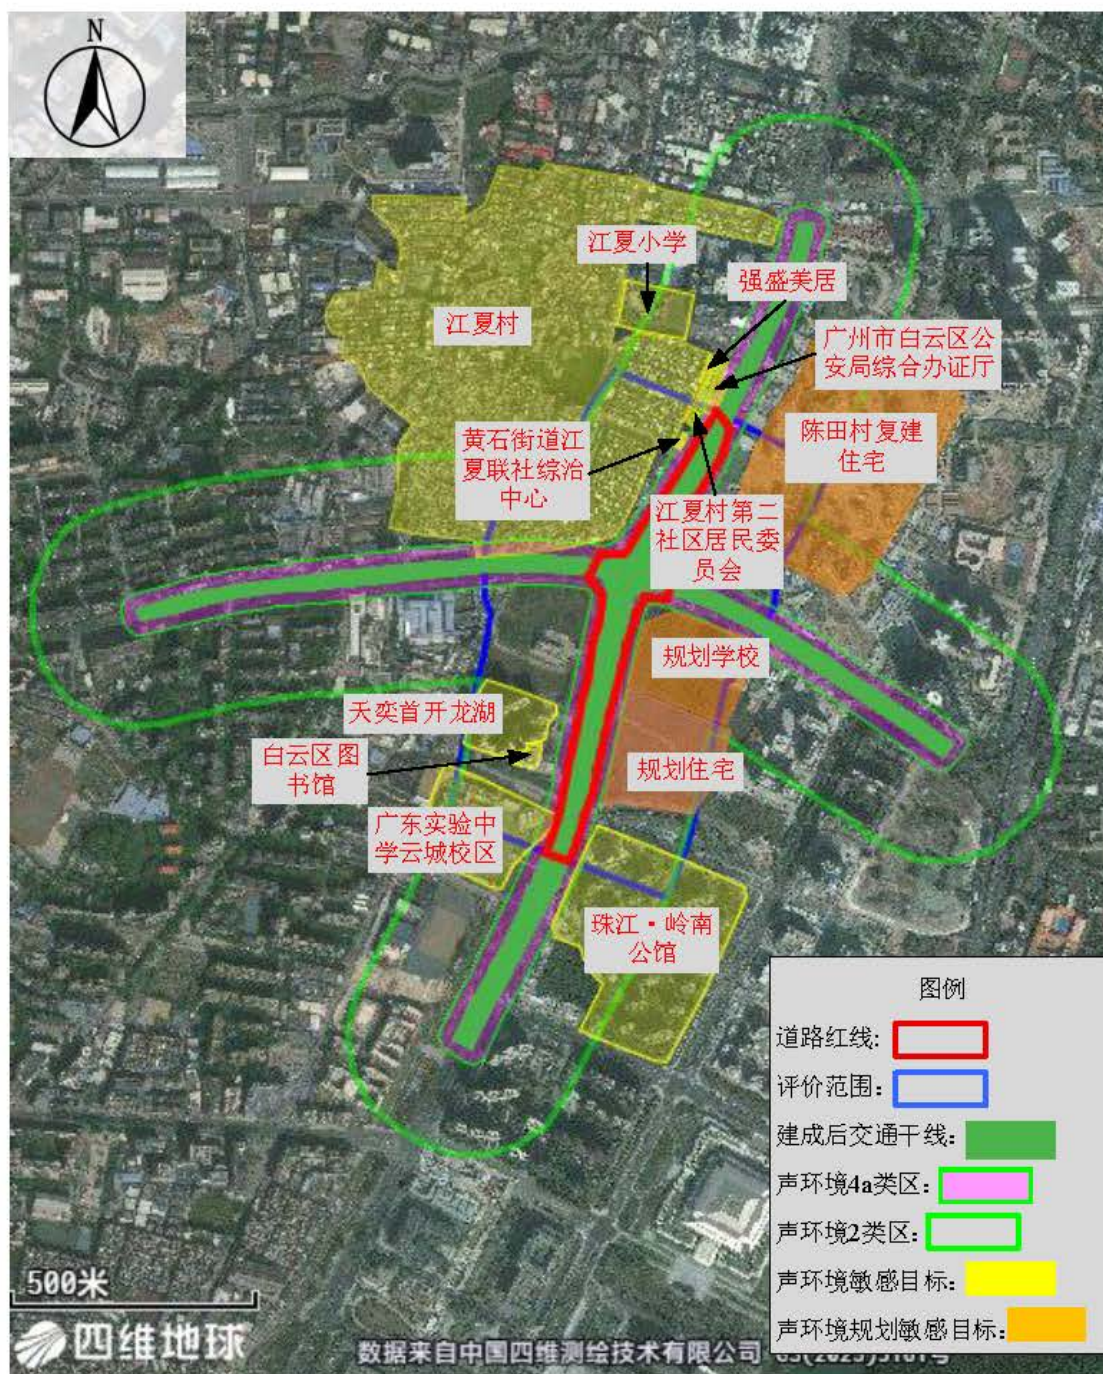 N
江夏小学
强盛美居
江夏村
广州市白云区公
安局综合办证厅
黄石街道江
夏联社综治
中心
陈田村复建
住宅
江夏村第二
社区居民委
员会
规划学校
天奕首开龙湖
白云区图
书馆
规划住宅
广东实验中
学云城校区
珠江·岭南
公馆
图例
道路红线:
评价范围:
建成后交通干线:
声环境4a类区:
声环境2类区:
声环境敏感目标:
声环境规划敏感目标:
500米
四维地球
数据来自中国四维测绘技术有限公司